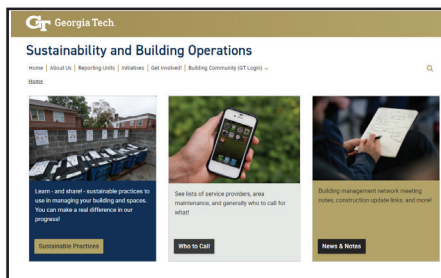 GT Georgia Tech
Sustainability and Building Operations
Home | About Us | Reporting Units | Initiatives | Get Involved! | Building Community (GT Login)
Home
Learn - and share! - sustainable practices to
use in managing your building and spaces.
You can make a real difference in our
progress!
Sustainable Practices
See lists of service providers, area
maintenance, and generally who to call for
what!
Who to Call
Building management network meeting
notes, construction update links, and more!
News & Notes